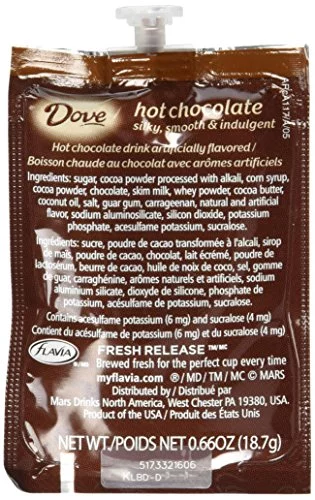 Dove
hot chocolate
silky, smooth & indulgent
Hot chocolate drink artificially flavored /
Boisson chaude au chocolat avec arômes artificiels
Ingredients: sugar, cocoa powder processed with alkali, corn syrup,
cocoa powder, chocolate, skim milk, whey powder, cocoa butter,
coconut oil, salt, guar gum, carrageenan, natural and artificial
flavor, sodium aluminosilicate, silicon dioxide, potassium
phosphate, acesulfame potassium, sucralose.
Ingrédients: sucre, poudre de cacao transformée à l'alcali, sirop
de maïs, poudre de cacao, chocolat, lait écrémé, poudre de
lactosérum, beurre de cacao, huile de noix de coco, sel, gomme
de guar, carraghénine, arômes naturels et artificiels, sodium
aluminium silicate, dioxyde de silicone, phosphate de
potassium, acésulfame de potassium, sucralose.
Contains acesulfame potassium (6 mg) and sucralose (4 mg)
Contient du acésulfame de potassium (6 mg) et du sucralose (4 mg)
FLAVIA
FRESH RELEASE TM/MC
Brewed fresh for the perfect cup every time
myflavia.com ® / MD / TM / MC © MARS
Distributed by / Distribué par
Mars Drinks North America, West Chester PA 19380, USA.
Product of the USA / Produit des États Unis
NET WT/POIDS NET 0.66OZ (18.7g)
5173321606
KLBD-D